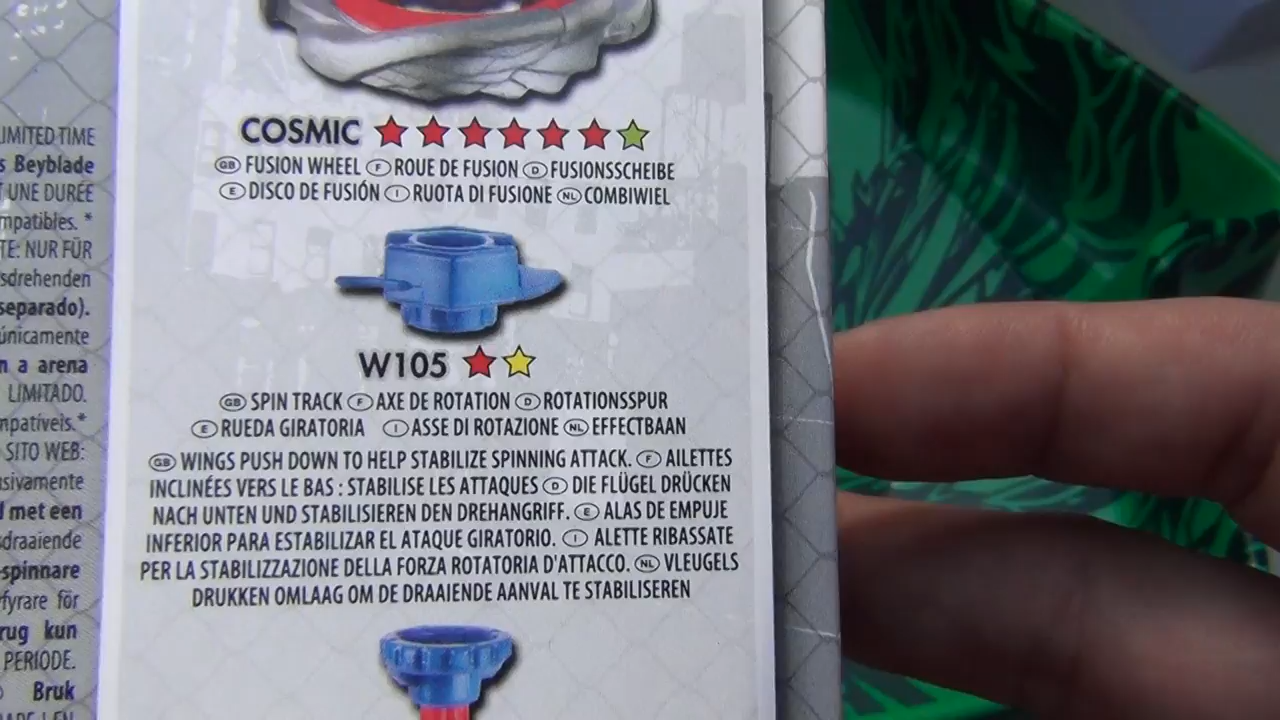 COSMIC
GB FUSION WHEEL F ROUE DE FUSION D FUSIONSSCHEIBE
E DISCO DE FUSIÓN I RUOTA DI FUSIONE NL COMBIWIEL
W105
GB SPIN TRACK F AXE DE ROTATION D ROTATIONSSPUR
E RUEDA GIRATORIA I ASSE DI ROTAZIONE NL EFFECTBAAN
GB WINGS PUSH DOWN TO HELP STABILIZE SPINNING ATTACK. F AILETTES
INCLINÉES VERS LE BAS : STABILISE LES ATTAQUES D DIE FLÜGEL DRÜCKEN
NACH UNTEN UND STABILISIEREN DEN DREHANGRIFF. E ALAS DE EMPUJE
INFERIOR PARA ESTABILIZAR EL ATAQUE GIRATORIO. I ALETTE RIBASSATE
PER LA STABILIZZAZIONE DELLA FORZA ROTATORIA D'ATTACCO. NL VLEUGELS
DRUKKEN OMLAAG OM DE DRAAIENDE AANVAL TE STABILISEREN
LIMITED TIME
s Beyblade
T UNE DURÉE
mpatibles. *
TE: NUR FÜR
sdrehenden
separado).
únicamente
n a arena
LIMITADO.
mpatíveis.*
SITO WEB:
usivamente
l met een
sdraaiende
-spinnare
fyrare för
rug kun
PERIODE.
Bruk